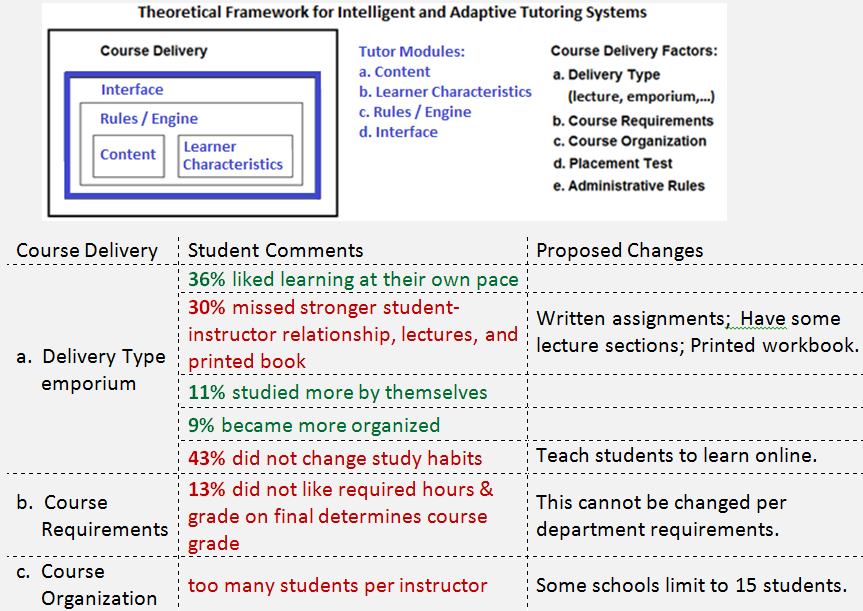 Theoretical Framework for Intelligent and Adaptive Tutoring Systems
Course Delivery
Interface
Rules / Engine
Content
Learner
Characteristics
Tutor Modules:
a. Content
b. Learner Characteristics
c. Rules / Engine
d. Interface
Course Delivery Factors:
a. Delivery Type
(lecture, emporium,...)
b. Course Requirements
c. Course Organization
d. Placement Test
e. Administrative Rules
Course Delivery
Student Comments
Proposed Changes
a. Delivery Type
emporium
36% liked learning at their own pace
30% missed stronger student-
instructor relationship, lectures, and
printed book
Written assignments; Have some
lecture sections; Printed workbook.
11% studied more by themselves
9% became more organized
43% did not change study habits
Teach students to learn online.
b. Course
Requirements
13% did not like required hours &
grade on final determines course
grade
This cannot be changed per
department requirements.
c. Course
Organization
too many students per instructor
Some schools limit to 15 students.